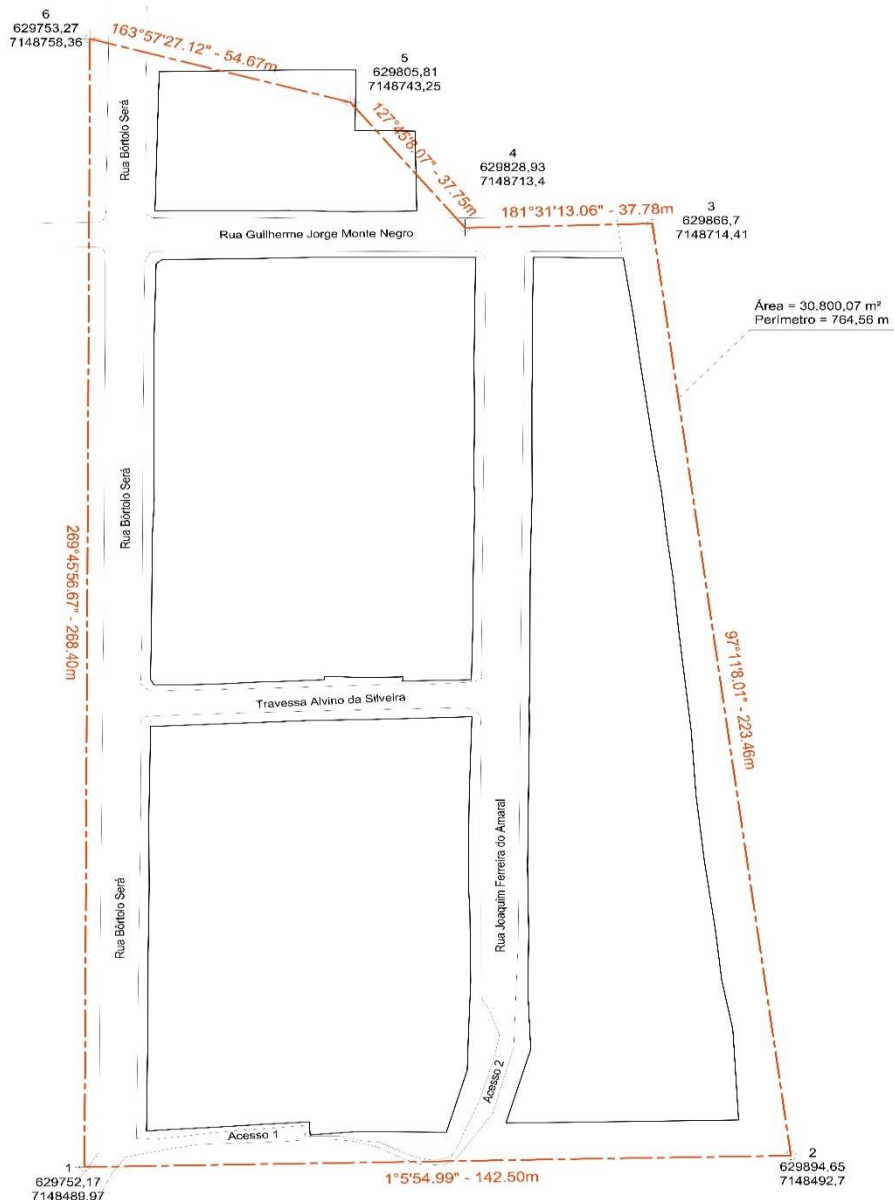 6
629753,27
7148758,36
163°57'27.12" - 54.67m
5
629805,81
7148743,25
127°45'8.07" - 37.75m
4
629828,93
7148713,4
181°31'13.06" - 37.78m
3
629866,7
7148714,41
Rua Bórtolo Será
Rua Guilherme Jorge Monte Negro
Área = 30.800,07 m²
Perímetro = 764,56 m
Rua Bórtolo Será
269°45'56.67" - 268.40m
97°11'8.01" - 223.46m
Travessa Alvino da Silveira
Rua Joaquim Ferreira do Amaral
Rua Bórtolo Será
Acesso 2
Acesso 1
1
629752,17
7148489,97
1°5'54.99" - 142.50m
2
629894,65
7148492,7